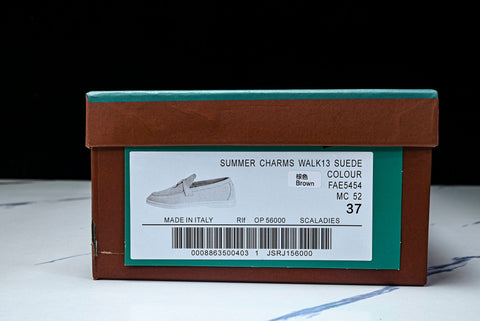 SUMMER CHARMS WALK13 SUEDE
COLOUR
棕色
Brown
FAE5454
MC 52
37
MADE IN ITALY Rif OP 56000 SCALADIES
0008863500403 1 JSRJ156000